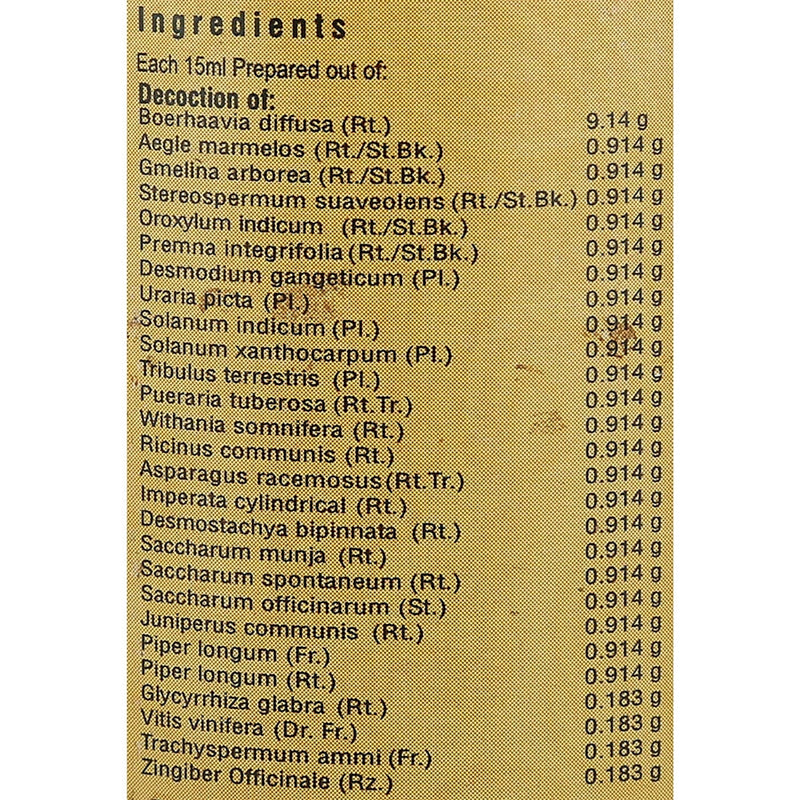 Ingredients
Each 15ml Prepared out of:
Decoction of:
Boerhaavia diffusa (Rt.) 9.14 g
Aegle marmelos (Rt./St.Bk.) 0.914 g
Gmelina arborea (Rt./St.Bk.) 0.914 g
Stereospermum suaveolens (Rt./St.Bk.) 0.914 g
Oroxylum indicum (Rt./St.Bk.) 0.914 g
Premna integrifolia (Rt./St.Bk.) 0.914 g
Desmodium gangeticum (Pl.) 0.914 g
Uraria picta (Pl.) 0.914 g
Solanum indicum (Pl.) 0.914 g
Solanum xanthocarpum (Pl.) 0.914 g
Tribulus terrestris (Pl.) 0.914 g
Pueraria tuberosa (Rt.Tr.) 0.914 g
Withania somnifera (Rt.) 0.914 g
Ricinus communis (Rt.) 0.914 g
Asparagus racemosus (Rt.Tr.) 0.914 g
Imperata cylindrical (Rt.) 0.914 g
Desmostachya bipinnata (Rt.) 0.914 g
Saccharum munja (Rt.) 0.914 g
Saccharum spontaneum (Rt.) 0.914 g
Saccharum officinarum (St.) 0.914 g
Juniperus communis (Rt.) 0.914 g
Piper longum (Fr.) 0.914 g
Piper longum (Rt.) 0.914 g
Glycyrrhiza glabra (Rt.) 0.183 g
Vitis vinifera (Dr. Fr.) 0.183 g
Trachyspermum ammi (Fr.) 0.183 g
Zingiber Officinale (Rz.) 0.183 g